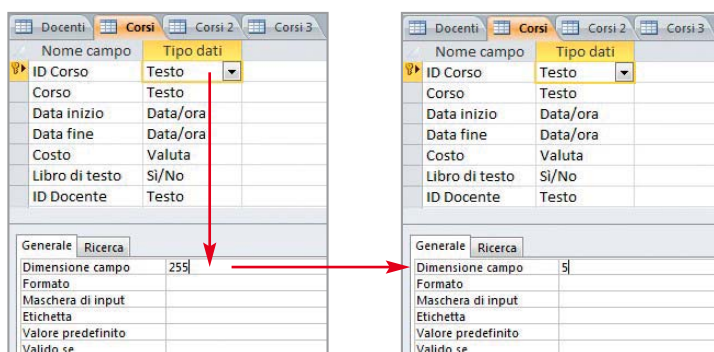 Docenti Corsi Corsi 2 Corsi 3
Nome campo Tipo dati
ID Corso Testo
Corso Testo
Data inizio Data/ora
Data fine Data/ora
Costo Valuta
Libro di testo Sì/No
ID Docente Testo
Generale Ricerca
Dimensione campo 255
Formato
Maschera di input
Etichetta
Valore predefinito
Valido se
Docenti Corsi Corsi 2 Corsi 3
Nome campo Tipo dati
ID Corso Testo
Corso Testo
Data inizio Data/ora
Data fine Data/ora
Costo Valuta
Libro di testo Sì/No
ID Docente Testo
Generale Ricerca
Dimensione campo 5
Formato
Maschera di input
Etichetta
Valore predefinito
Valido se